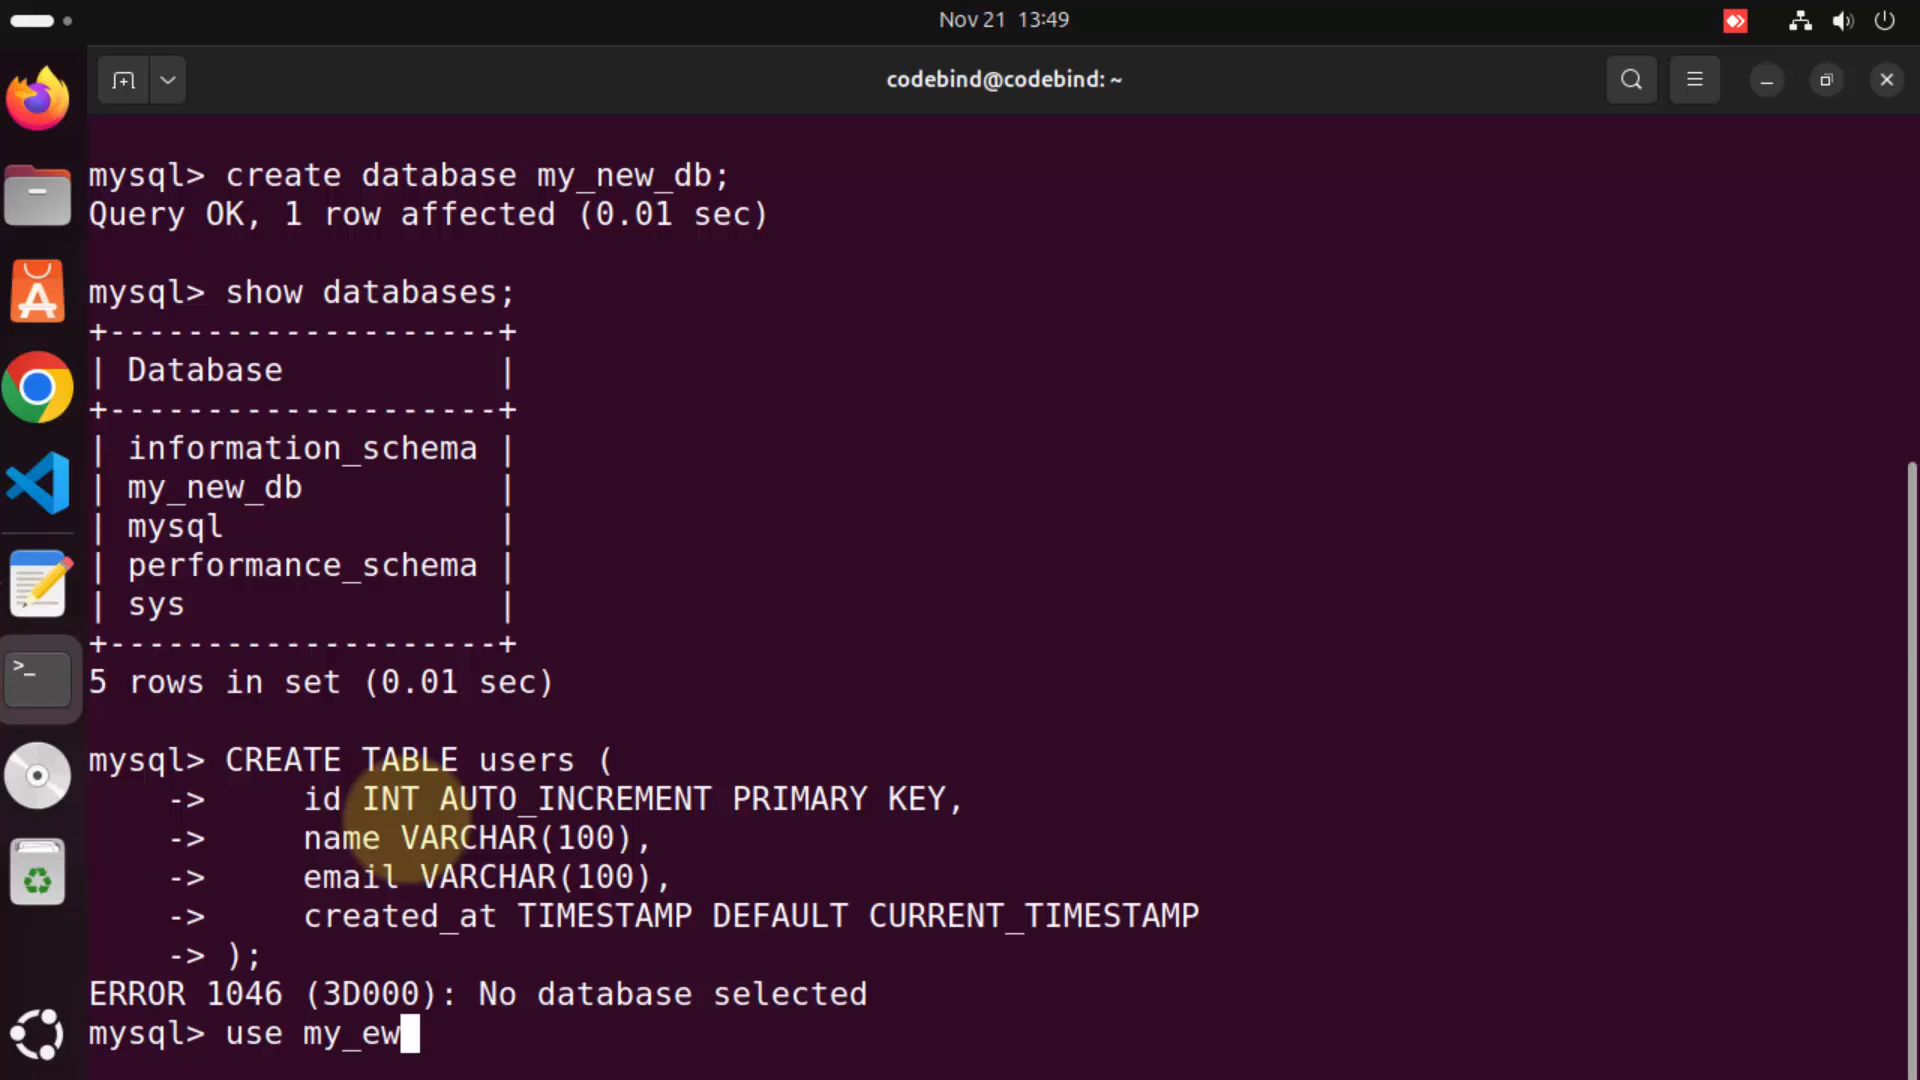 Nov 21 13:49
codebind@codebind: ~
mysql> create database my_new_db;
Query OK, 1 row affected (0.01 sec)
mysql> show databases;
+--------------------+
| Database           |
+--------------------+
| information_schema |
| my_new_db          |
| mysql              |
| performance_schema |
| sys                |
+--------------------+
5 rows in set (0.01 sec)
mysql> CREATE TABLE users (
    ->     id INT AUTO_INCREMENT PRIMARY KEY,
    ->     name VARCHAR(100),
    ->     email VARCHAR(100),
    ->     created_at TIMESTAMP DEFAULT CURRENT_TIMESTAMP
    -> );
ERROR 1046 (3D000): No database selected
mysql> use my_ew